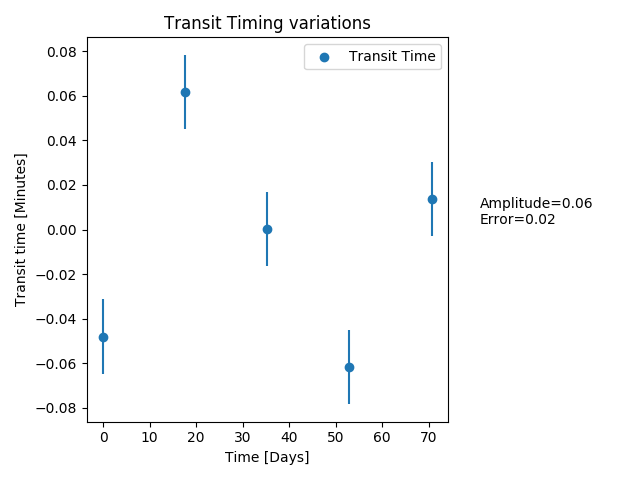 Transit Timing variations
Transit Time
0.08
0.06
0.04
0.02
0.00
−0.02
−0.04
−0.06
−0.08
Transit time [Minutes]
0 10 20 30 40 50 60 70
Time [Days]
Amplitude=0.06
Error=0.02